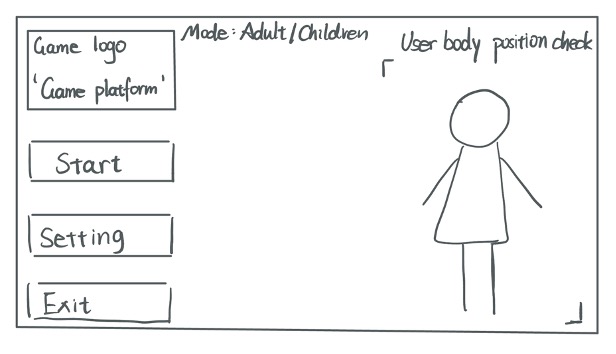 Game logo
'Game platform'
Mode: Adult/Children
User body position check
Start
Setting
Exit